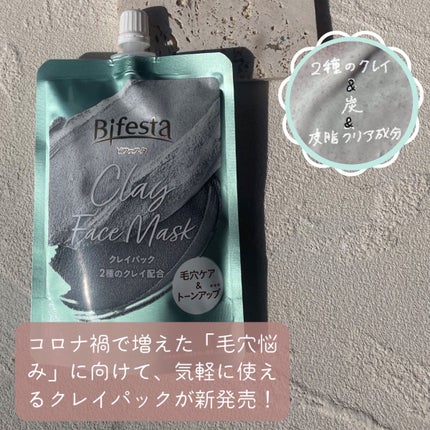 2種のクレイ
&
炭
&
皮脂クリア成分
Bifesta
ビフェスタ
Clay
Face Mask
クレイパック
2種のクレイ配合
毛穴ケア
&
トーンアップ
コロナ禍で増えた「毛穴悩
み」に向けて、気軽に使え
るクレイパックが新発売！